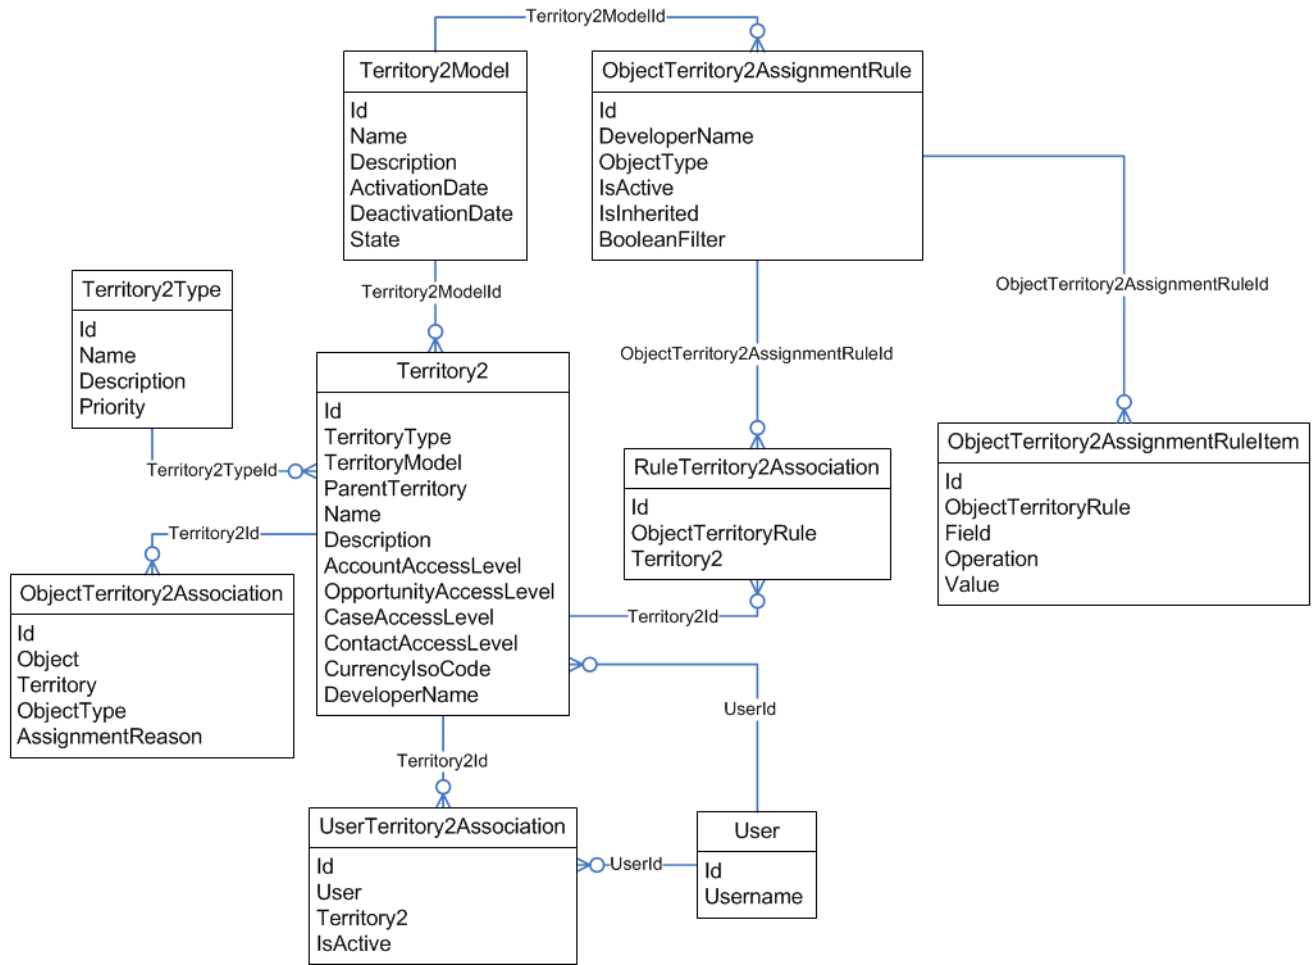 Territory2ModelId
Territory2Model
Id
Name
Description
ActivationDate
DeactivationDate
State
ObjectTerritory2AssignmentRule
Id
DeveloperName
ObjectType
IsActive
IsInherited
BooleanFilter
Territory2ModelId
ObjectTerritory2AssignmentRuleId
ObjectTerritory2AssignmentRuleId
Territory2Type
Id
Name
Description
Priority
Territory2TypeId
Territory2
Id
TerritoryType
TerritoryModel
ParentTerritory
Name
Description
AccountAccessLevel
OpportunityAccessLevel
CaseAccessLevel
ContactAccessLevel
CurrencyIsoCode
DeveloperName
RuleTerritory2Association
Id
ObjectTerritoryRule
Territory2
ObjectTerritory2AssignmentRuleItem
Id
ObjectTerritoryRule
Field
Operation
Value
Territory2Id
ObjectTerritory2Association
Id
Object
Territory
ObjectType
AssignmentReason
Territory2Id
UserId
Territory2Id
UserTerritory2Association
Id
User
Territory2
IsActive
UserId
User
Id
Username